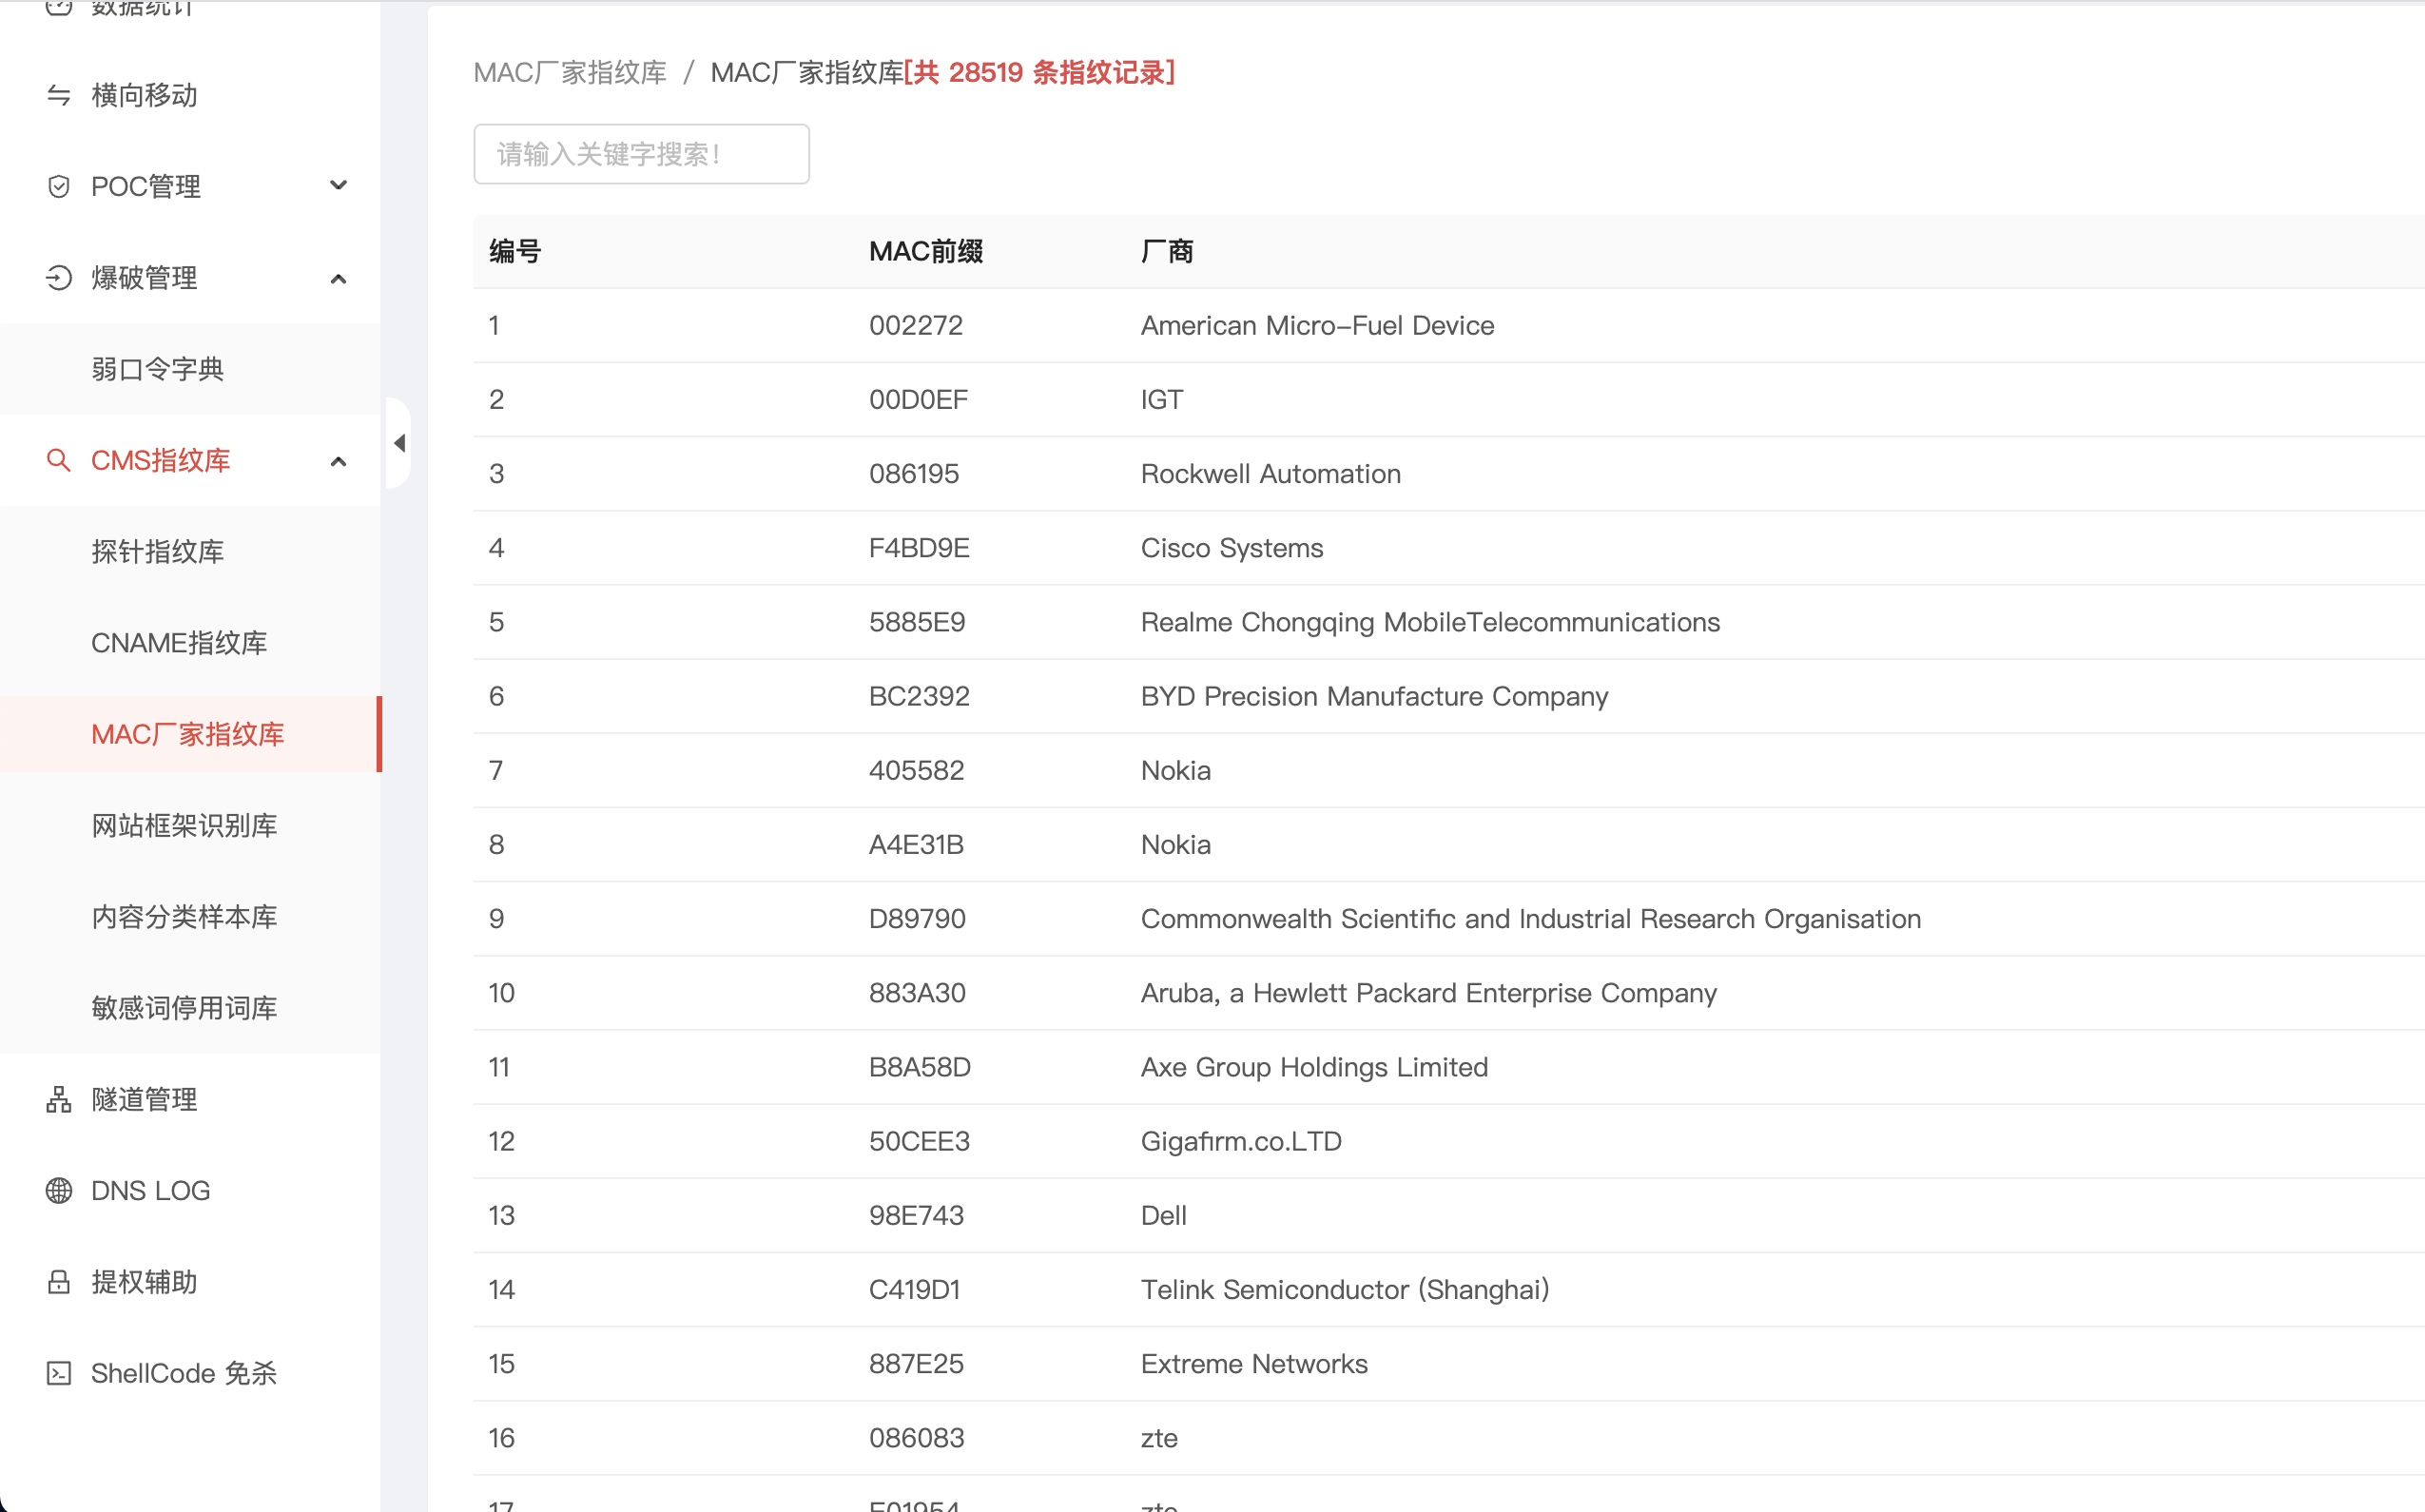 数据统计
横向移动
POC管理
爆破管理
弱口令字典
CMS指纹库
探针指纹库
CNAME指纹库
MAC厂家指纹库
网站框架识别库
内容分类样本库
敏感词停用词库
隧道管理
DNS LOG
提权辅助
ShellCode 免杀
MAC厂家指纹库 / MAC厂家指纹库[共 28519 条指纹记录]
请输入关键字搜索!
编号 MAC前缀 厂商
1 002272 American Micro-Fuel Device
2 00D0EF IGT
3 086195 Rockwell Automation
4 F4BD9E Cisco Systems
5 5885E9 Realme Chongqing MobileTelecommunications
6 BC2392 BYD Precision Manufacture Company
7 405582 Nokia
8 A4E31B Nokia
9 D89790 Commonwealth Scientific and Industrial Research Organisation
10 883A30 Aruba, a Hewlett Packard Enterprise Company
11 B8A58D Axe Group Holdings Limited
12 50CEE3 Gigafirm.co.LTD
13 98E743 Dell
14 C419D1 Telink Semiconductor (Shanghai)
15 887E25 Extreme Networks
16 086083 zte
17 E01954 zte